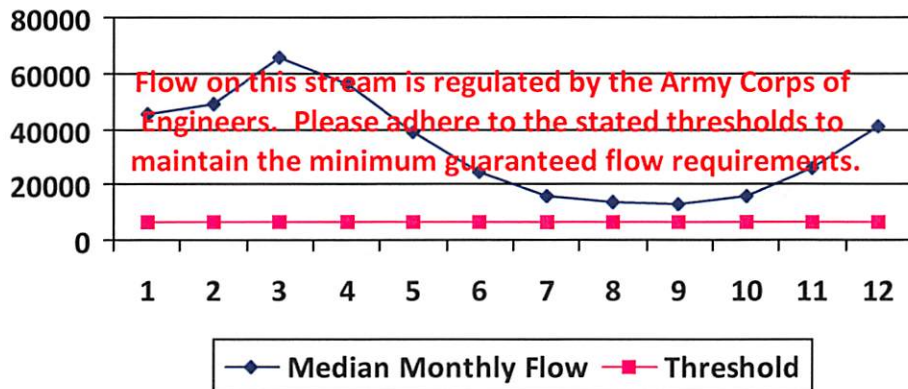 80000
60000
40000
20000
0
Flow on this stream is regulated by the Army Corps of
Engineers. Please adhere to the stated thresholds to
maintain the minimum guaranteed flow requirements.
1 2 3 4 5 6 7 8 9 10 11 12
Median Monthly Flow Threshold